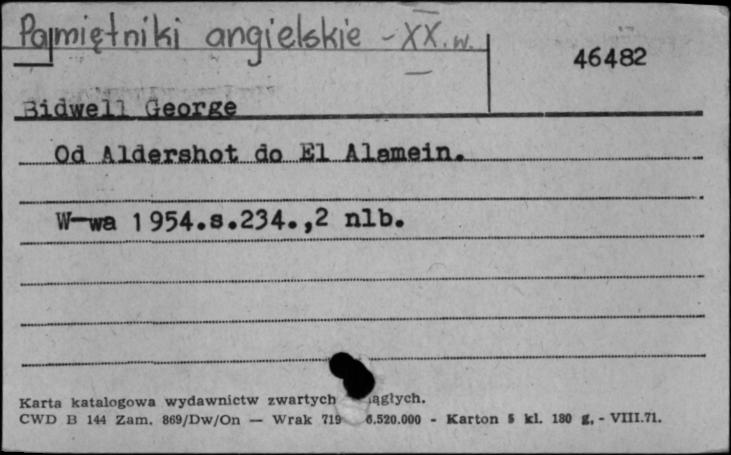 Pamiętniki angielskie - XX. w.
46482
Bidwell George
Od Aldershot do El Alamein.
W-wa 1954.s.234.,2 nlb.
Karta katalogowa wydawnictw zwartych iągłych.
CWD B 144 Zam. 869/Dw/On — Wrak 719 6.520.000 - Karton 5 kl. 180 g. - VIII.71.